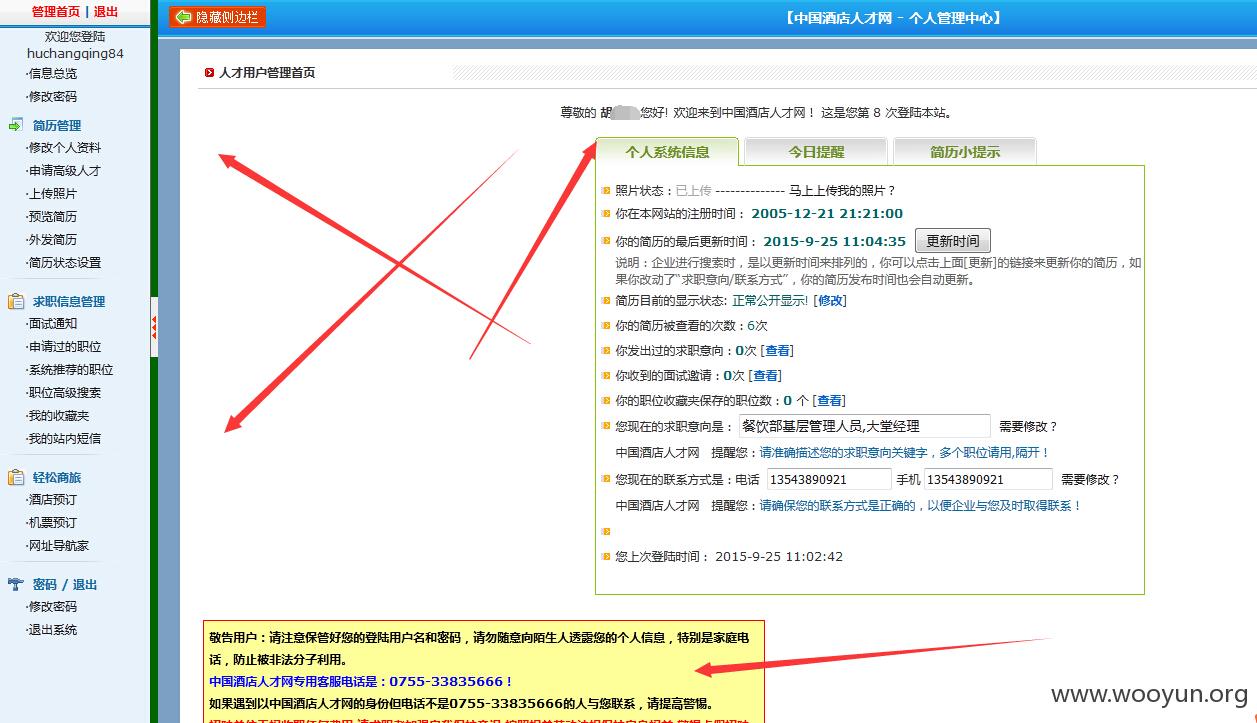 管理首页 | 退出
欢迎您登陆
huchangqing84
·信息总览
·修改密码
简历管理
·修改个人资料
·申请高级人才
·上传照片
·预览简历
·外发简历
·简历状态设置
求职信息管理
·面试通知
·申请过的职位
·系统推荐的职位
·职位高级搜索
·我的收藏夹
·我的站内短信
轻松商旅
·酒店预订
·机票预订
·网址导航家
密码 / 退出
·修改密码
·退出系统
隐藏侧边栏
【中国酒店人才网 - 个人管理中心】
人才用户管理首页
尊敬的 胡 您好! 欢迎来到中国酒店人才网！ 这是您第 8 次登陆本站。
个人系统信息 今日提醒 简历小提示
照片状态：已上传 -------------- 马上上传我的照片？
你在本网站的注册时间： 2005-12-21 21:21:00
你的简历的最后更新时间： 2015-9-25 11:04:35 更新时间
说明：企业进行搜索时，是以更新时间来排列的，你可以点击上面[更新]的链接来更新你的简历，如
果你改动了“求职意向/联系方式”，你的简历发布时间也会自动更新。
简历目前的显示状态: 正常公开显示! [修改]
你的简历被查看的次数：6次
你发出过的求职意向：0次 [查看]
你收到的面试邀请：0次 [查看]
你的职位收藏夹保存的职位数：0 个 [查看]
您现在的求职意向是： 餐饮部基层管理人员,大堂经理 需要修改？
中国酒店人才网 提醒您：请准确描述您的求职意向关键字，多个职位请用,隔开！
您现在的联系方式是：电话 13543890921 手机 13543890921 需要修改？
中国酒店人才网 提醒您：请确保您的联系方式是正确的，以便企业与您及时取得联系！
您上次登陆时间： 2015-9-25 11:02:42
敬告用户：请注意保管好您的登陆用户名和密码，请勿随意向陌生人透露您的个人信息，特别是家庭电
话，防止被非法分子利用。
中国酒店人才网专用客服电话是：0755-33835666！
如果遇到以中国酒店人才网的身份但电话不是0755-33835666的人与您联系，请提高警惕。
www.wooyun.org